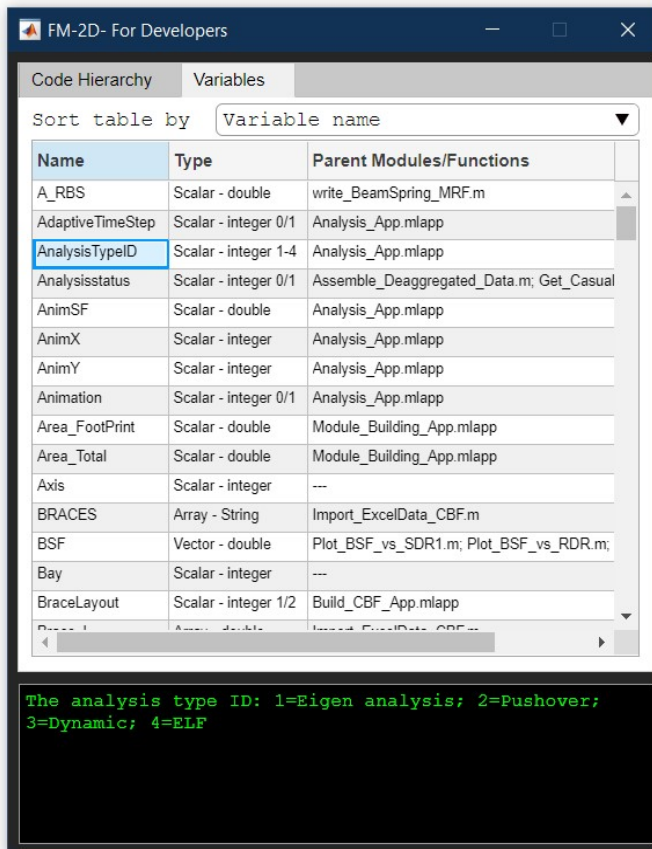 FM-2D- For Developers
Code Hierarchy Variables
Sort table by Variable name
Name Type Parent Modules/Functions
A_RBS Scalar - double write_BeamSpring_MRF.m
AdaptiveTimeStep Scalar - integer 0/1 Analysis_App.mlapp
AnalysisTypeID Scalar - integer 1-4 Analysis_App.mlapp
Analysisstatus Scalar - integer 0/1 Assemble_Deaggregated_Data.m; Get_Casual
AnimSF Scalar - double Analysis_App.mlapp
AnimX Scalar - integer Analysis_App.mlapp
AnimY Scalar - integer Analysis_App.mlapp
Animation Scalar - integer 0/1 Analysis_App.mlapp
Area_FootPrint Scalar - double Module_Building_App.mlapp
Area_Total Scalar - double Module_Building_App.mlapp
Axis Scalar - integer ---
BRACES Array - String Import_ExcelData_CBF.m
BSF Vector - double Plot_BSF_vs_SDR1.m; Plot_BSF_vs_RDR.m;
Bay Scalar - integer ---
BraceLayout Scalar - integer 1/2 Build_CBF_App.mlapp
The analysis type ID: 1=Eigen analysis; 2=Pushover;
3=Dynamic; 4=ELF